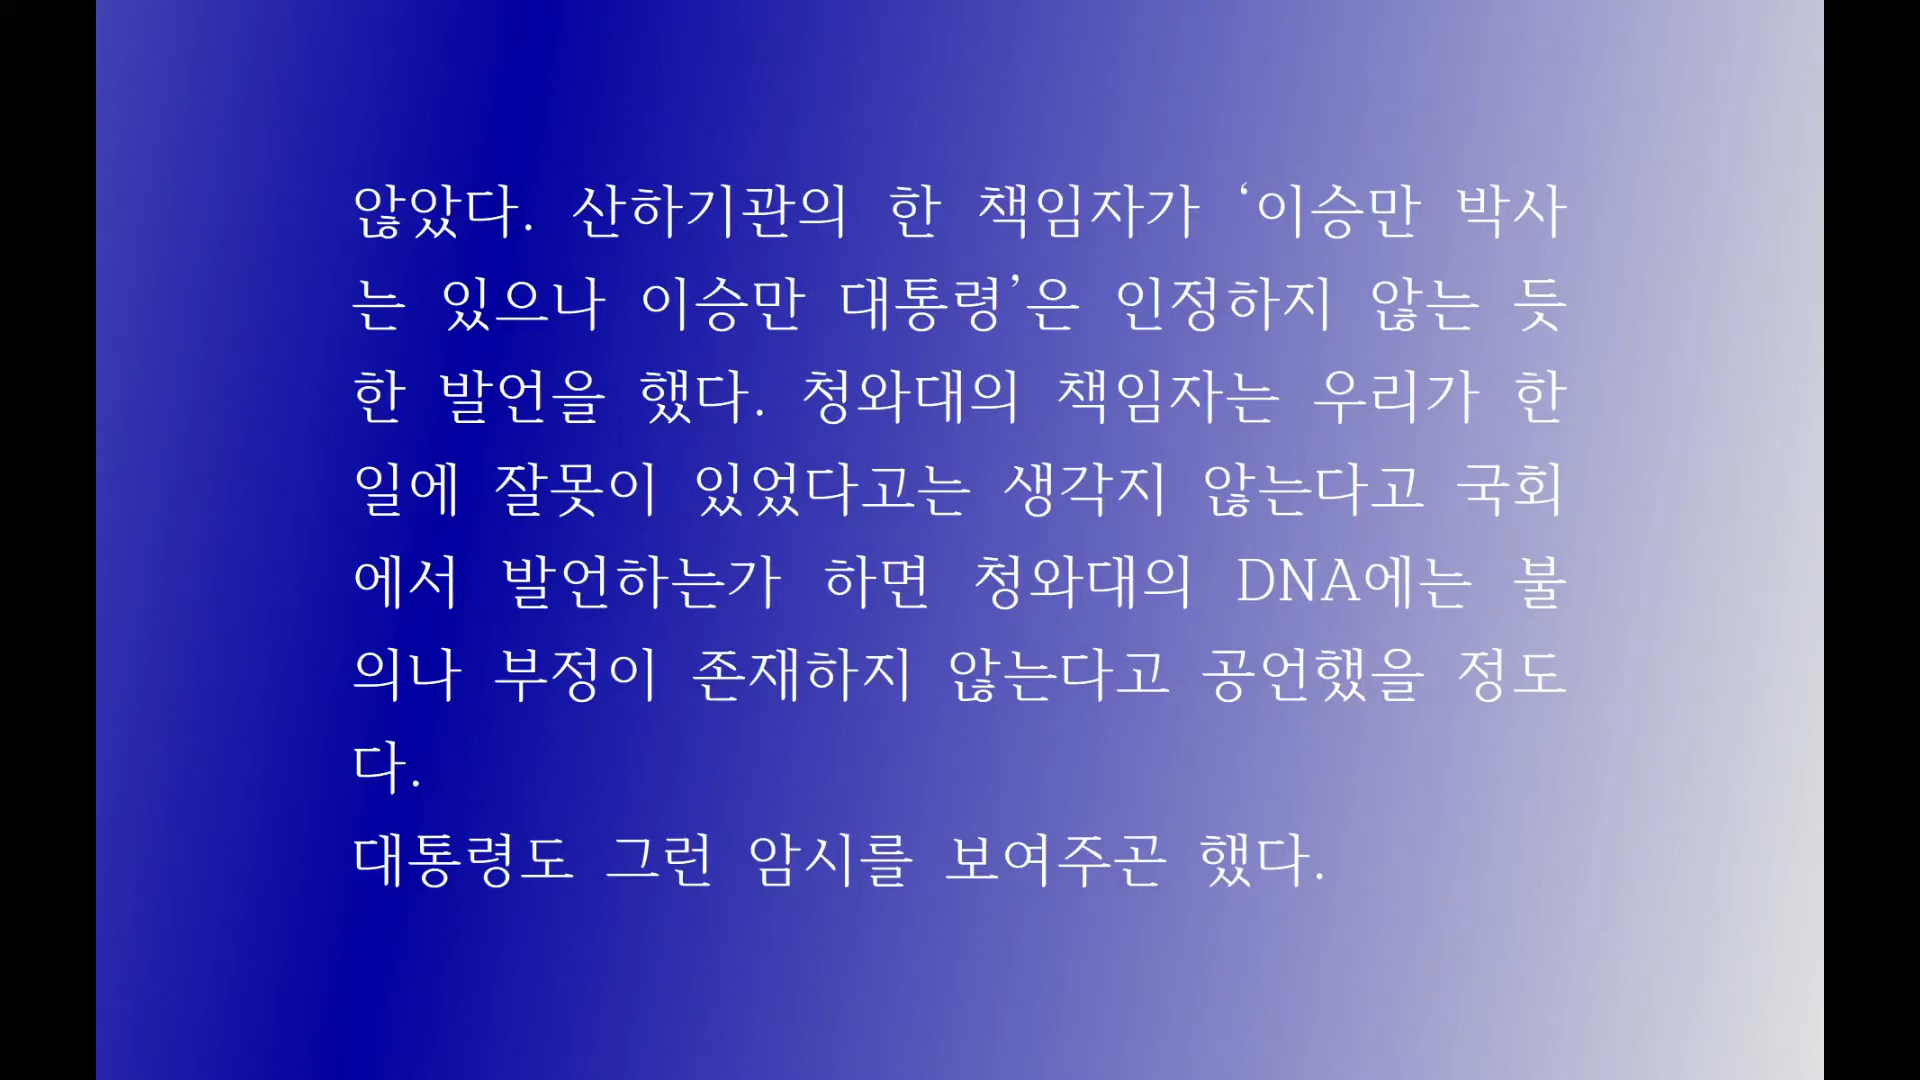 않았다. 산하기관의 한 책임자가 ‘이승만 박사
는 있으나 이승만 대통령’은 인정하지 않는 듯
한 발언을 했다. 청와대의 책임자는 우리가 한
일에 잘못이 있었다고는 생각지 않는다고 국회
에서 발언하는가 하면 청와대의 DNA에는 불
의나 부정이 존재하지 않는다고 공언했을 정도
다.
대통령도 그런 암시를 보여주곤 했다.